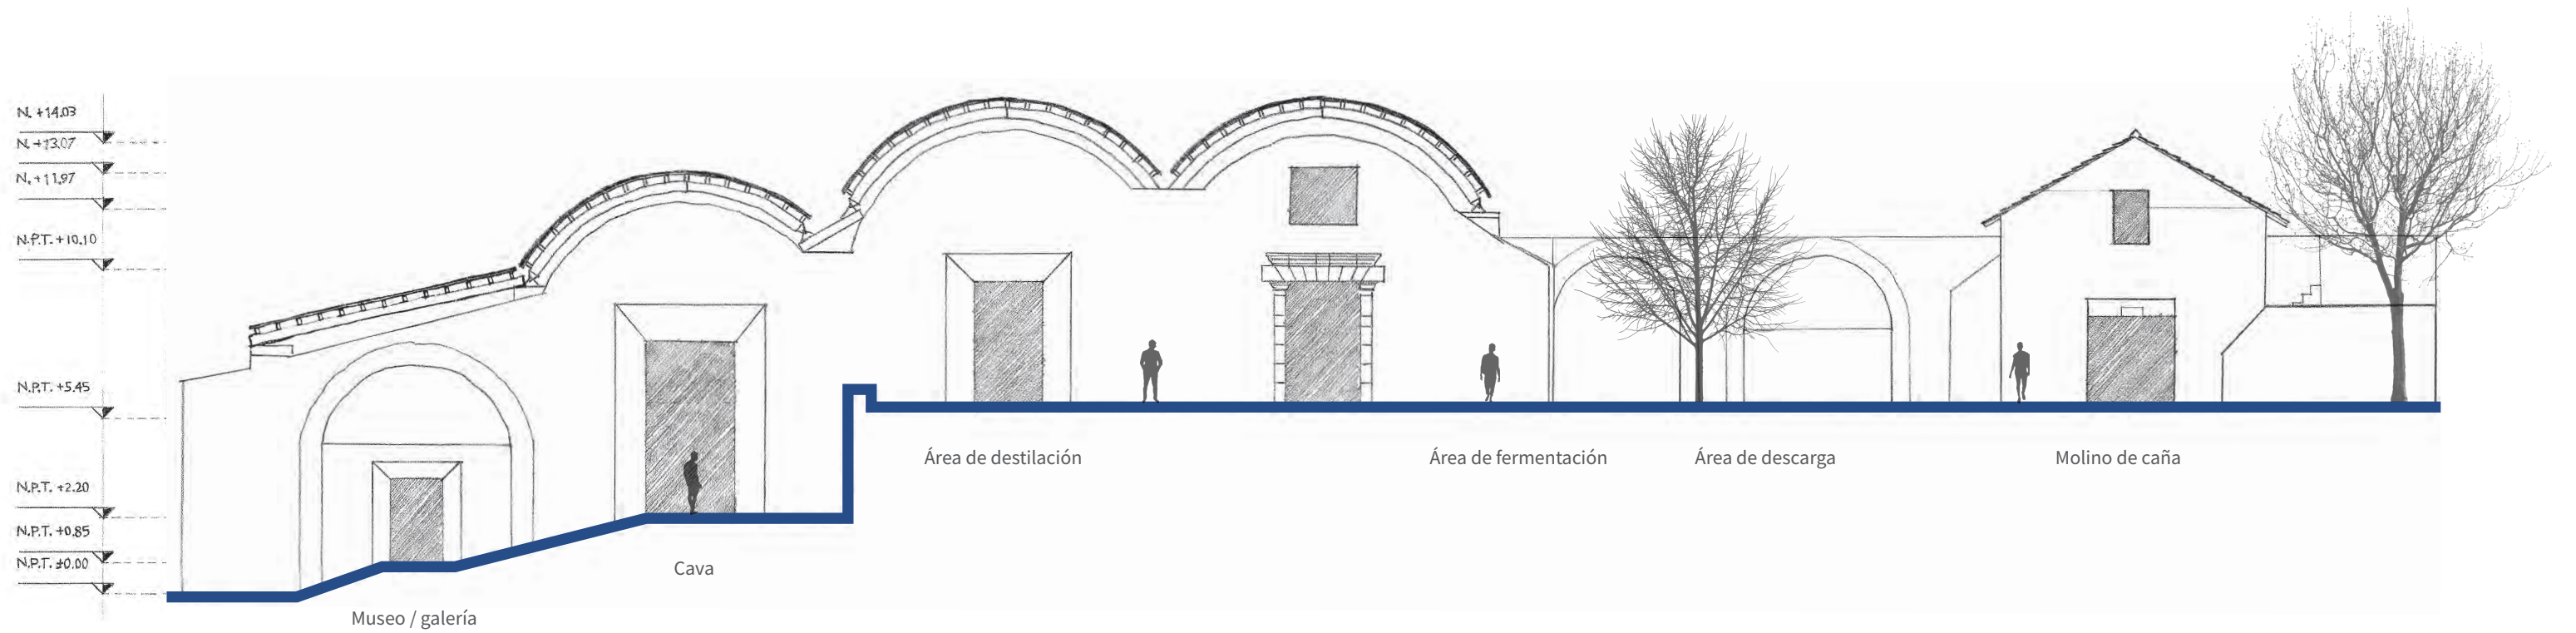 N. +14.03
N. +13.07
N. +11.97
N.P.T. +10.10
N.P.T. +5.45
N.P.T. +2.20
N.P.T. +0.85
N.P.T. ±0.00
Área de destilación
Área de fermentación
Área de descarga
Molino de caña
Cava
Museo / galería